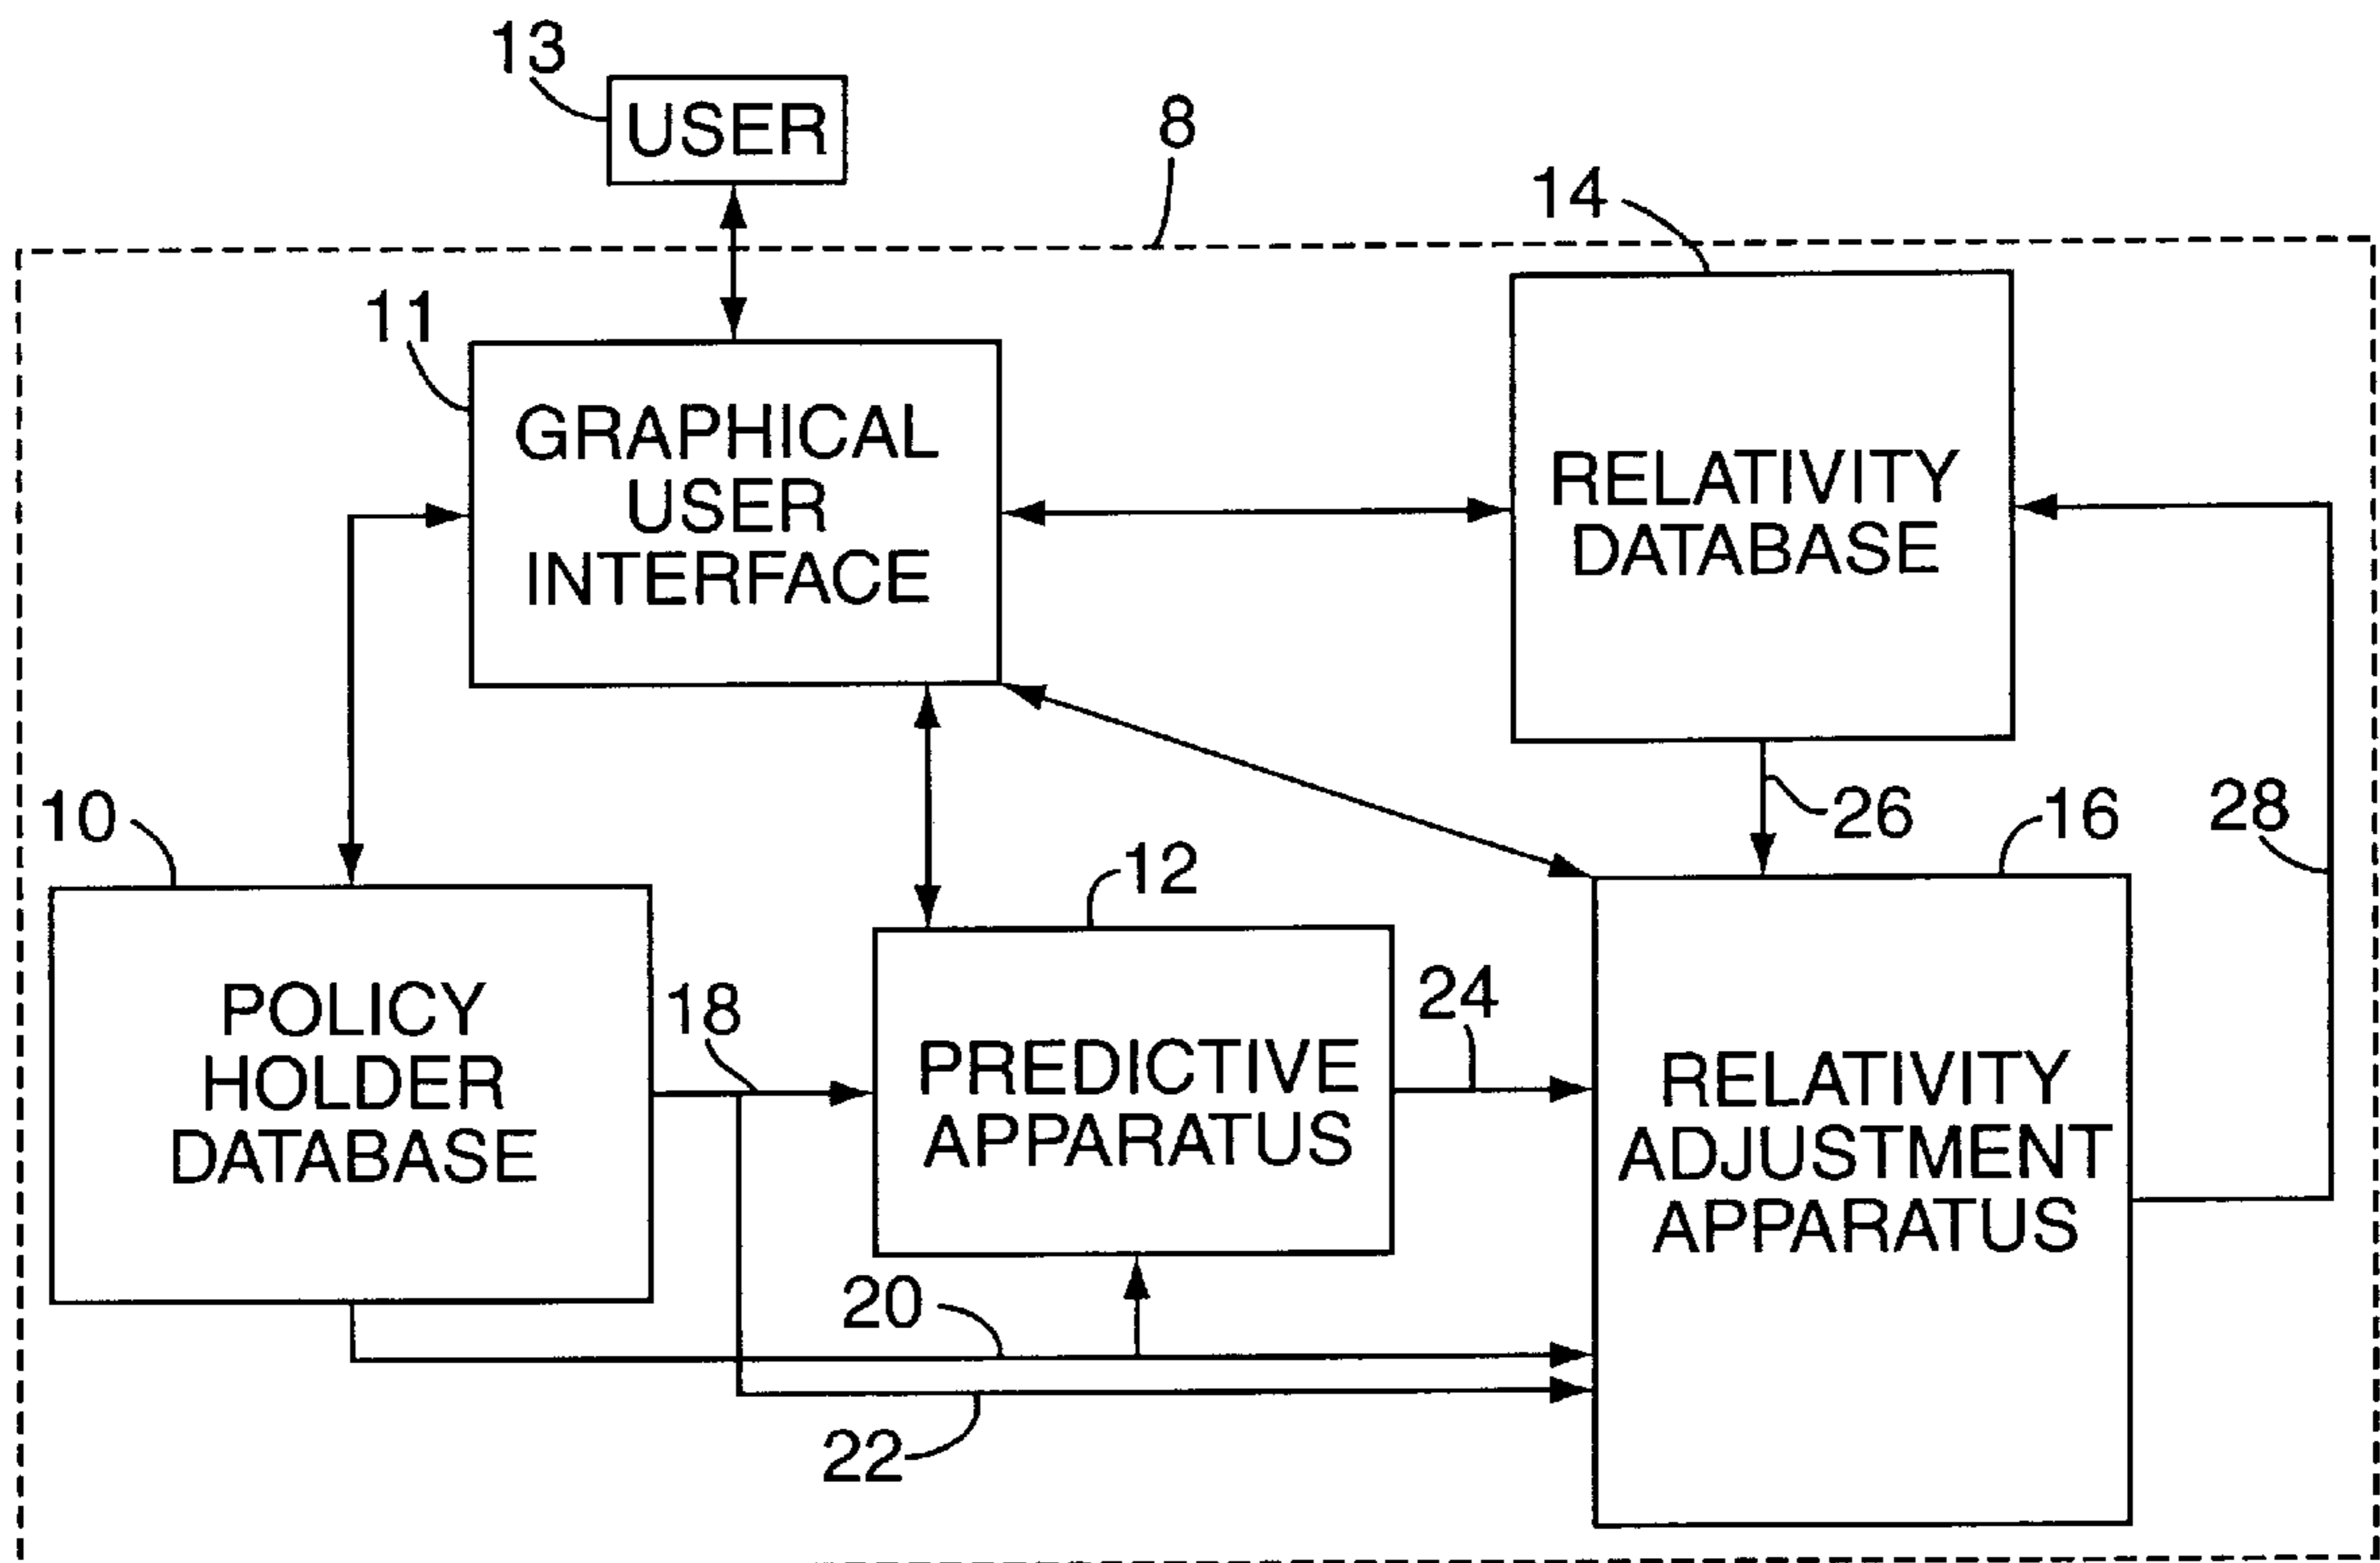 13
USER
8
14
11
GRAPHICAL
USER
INTERFACE
RELATIVITY
DATABASE
10
12
26
16
28
POLICY
HOLDER
DATABASE
18
PREDICTIVE
APPARATUS
24
RELATIVITY
ADJUSTMENT
APPARATUS
20
22